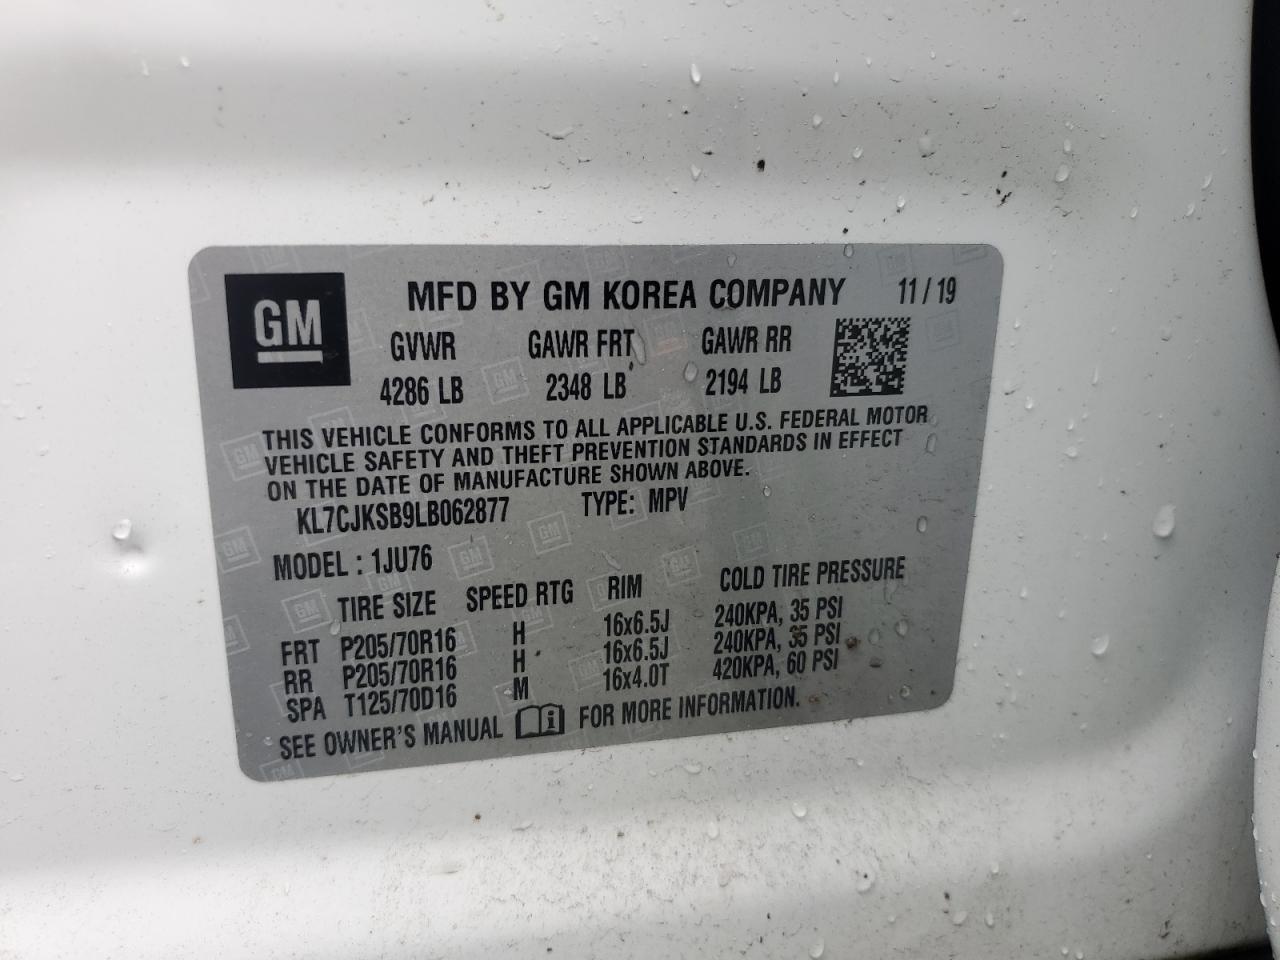 GM
MFD BY GM KOREA COMPANY 11/19
GVWR GAWR FRT GAWR RR
4286 LB 2348 LB 2194 LB
THIS VEHICLE CONFORMS TO ALL APPLICABLE U.S. FEDERAL MOTOR
VEHICLE SAFETY AND THEFT PREVENTION STANDARDS IN EFFECT
ON THE DATE OF MANUFACTURE SHOWN ABOVE.
KL7CJKSB9LB062877 TYPE: MPV
MODEL : 1JU76
TIRE SIZE SPEED RTG RIM COLD TIRE PRESSURE
FRT P205/70R16 H 16x6.5J 240KPA, 35 PSI
RR P205/70R16 H 16x6.5J 240KPA, 35 PSI
SPA T125/70D16 M 16x4.0T 420KPA, 60 PSI
SEE OWNER'S MANUAL i FOR MORE INFORMATION.